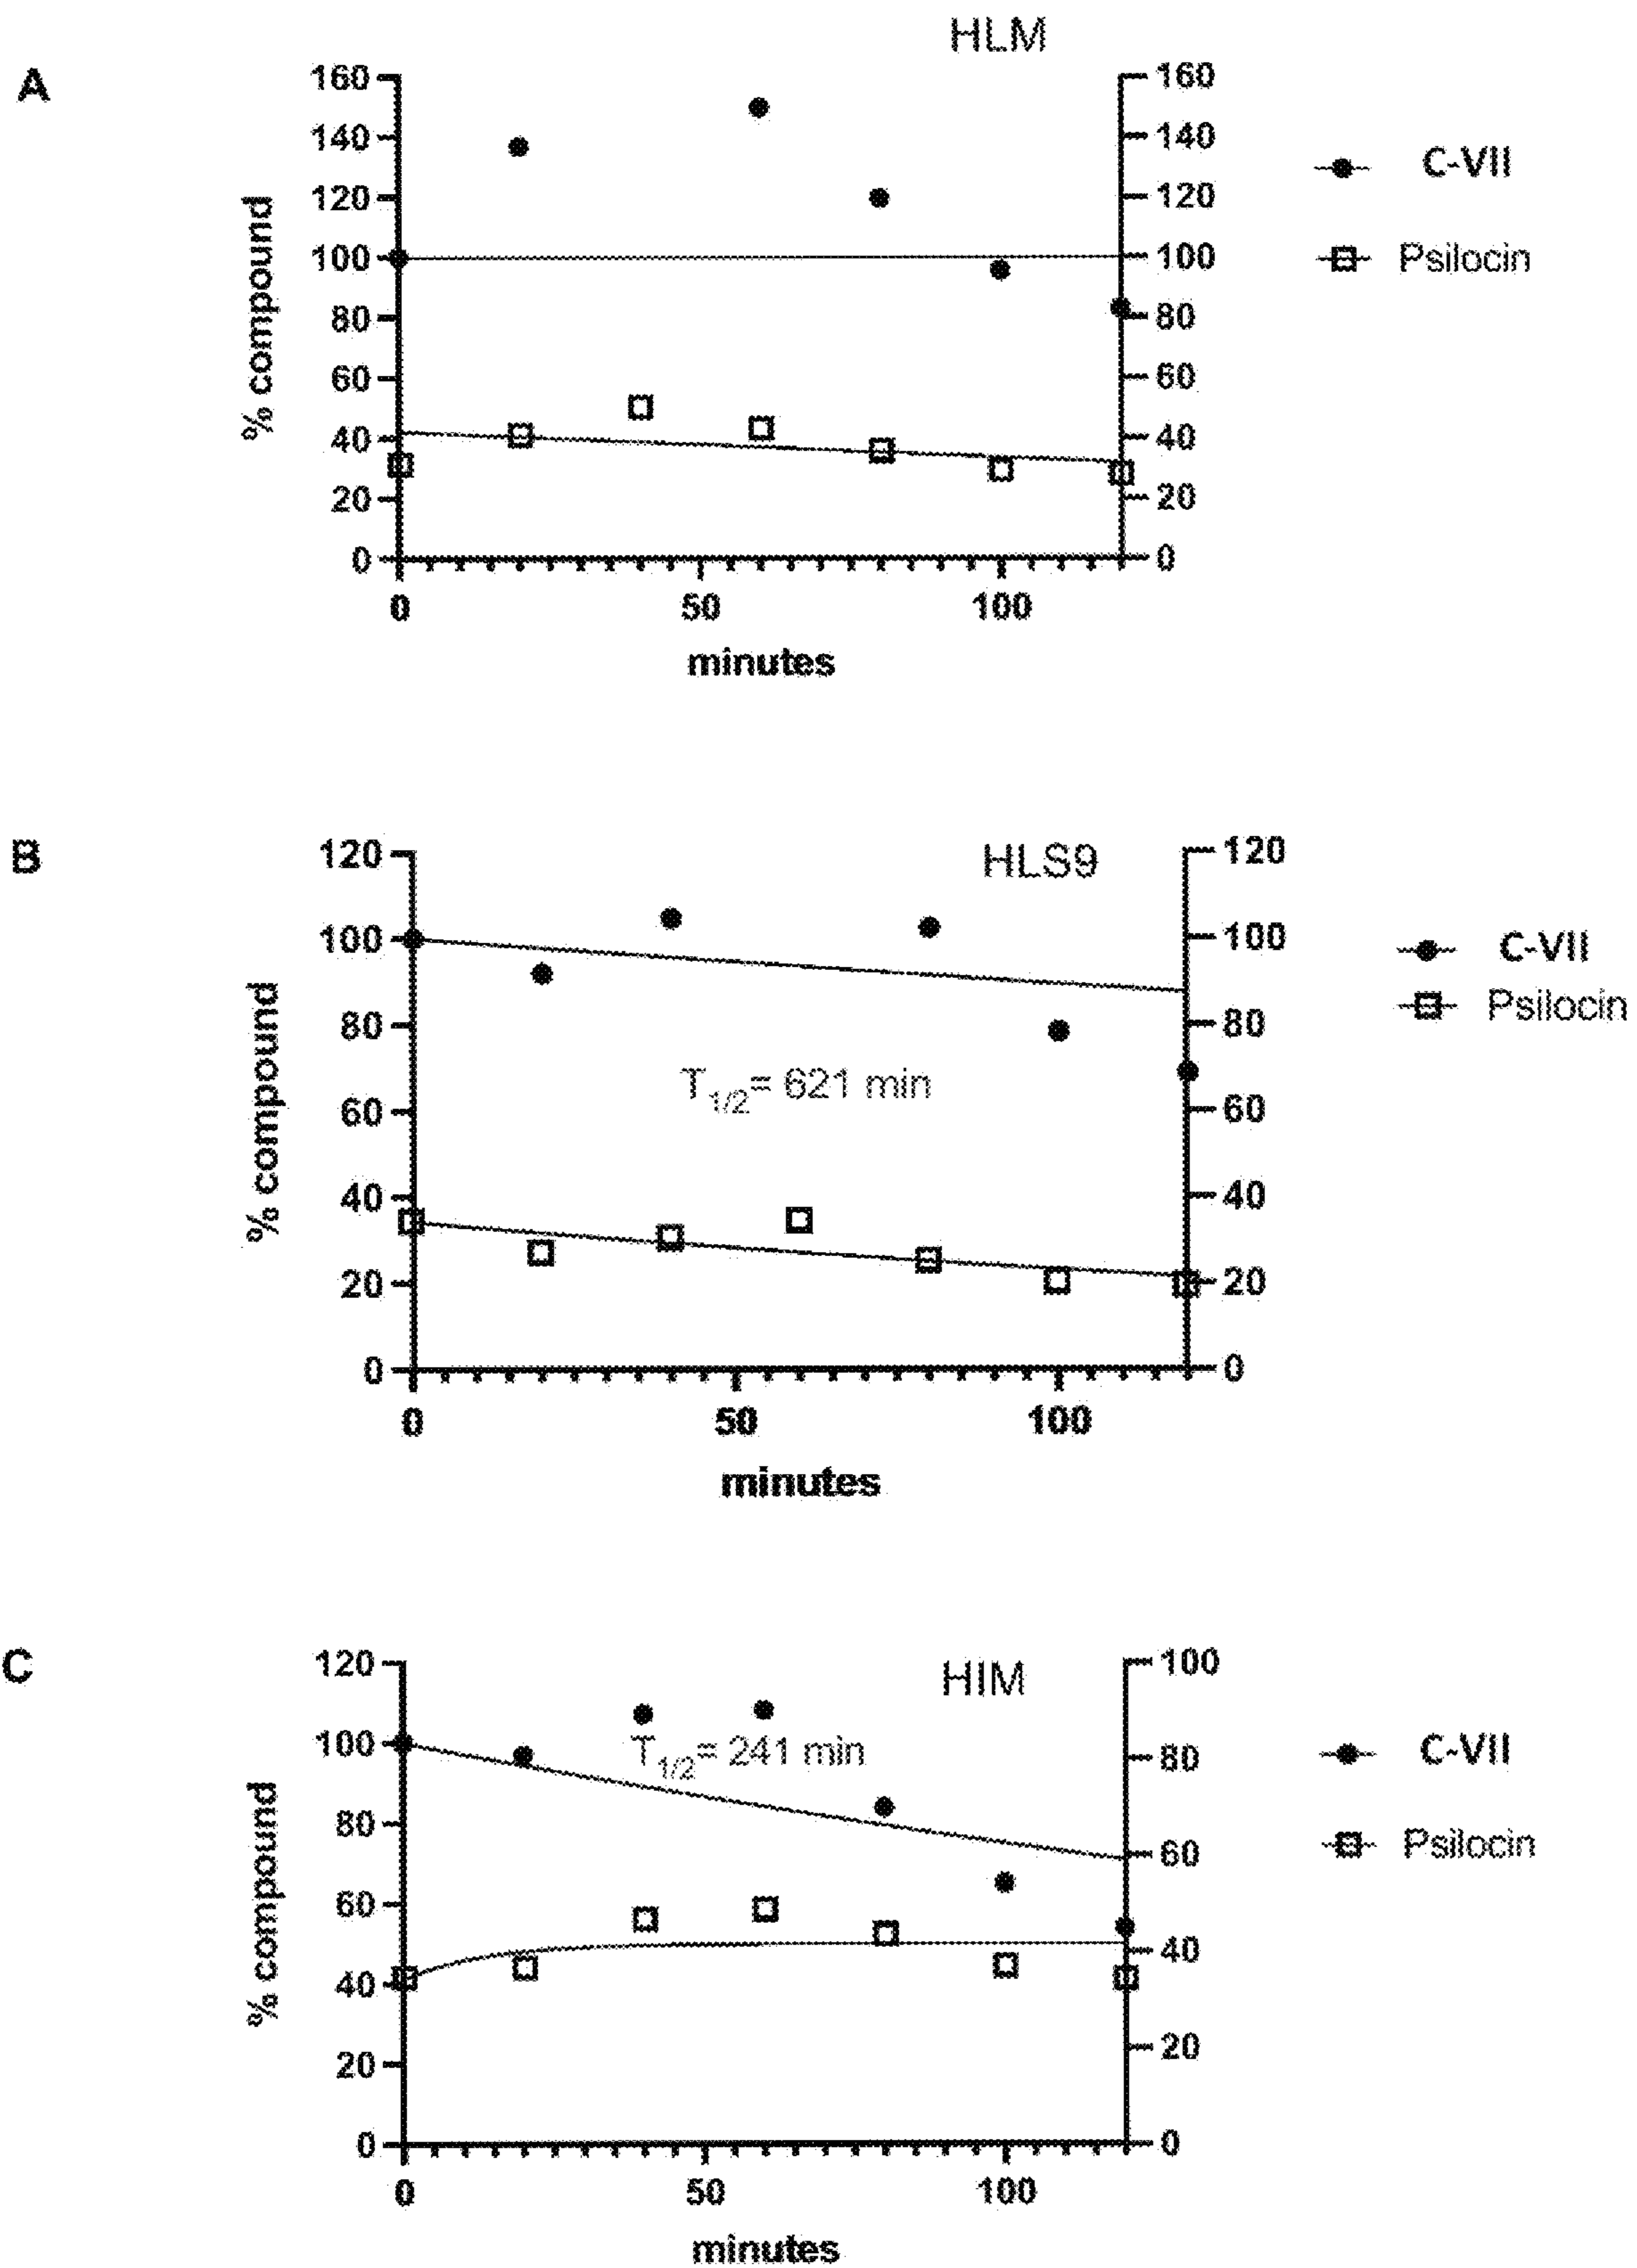 A
HLM
% compound
160 160
140 140
120 120
100 100
80 80
60 60
40 40
20 20
0 0
0 50 100
minutes
C-VII
Psilocin
B
HLS9
% compound
120 120
100 100
80 80
60 60
40 40
20 20
0 0
T1/2= 621 min
0 50 100
minutes
C-VII
Psilocin
C
HIM
% compound
120 100
100 80
80 60
60 40
40 20
20 0
0
T1/2= 241 min
0 50 100
minutes
C-VII
Psilocin